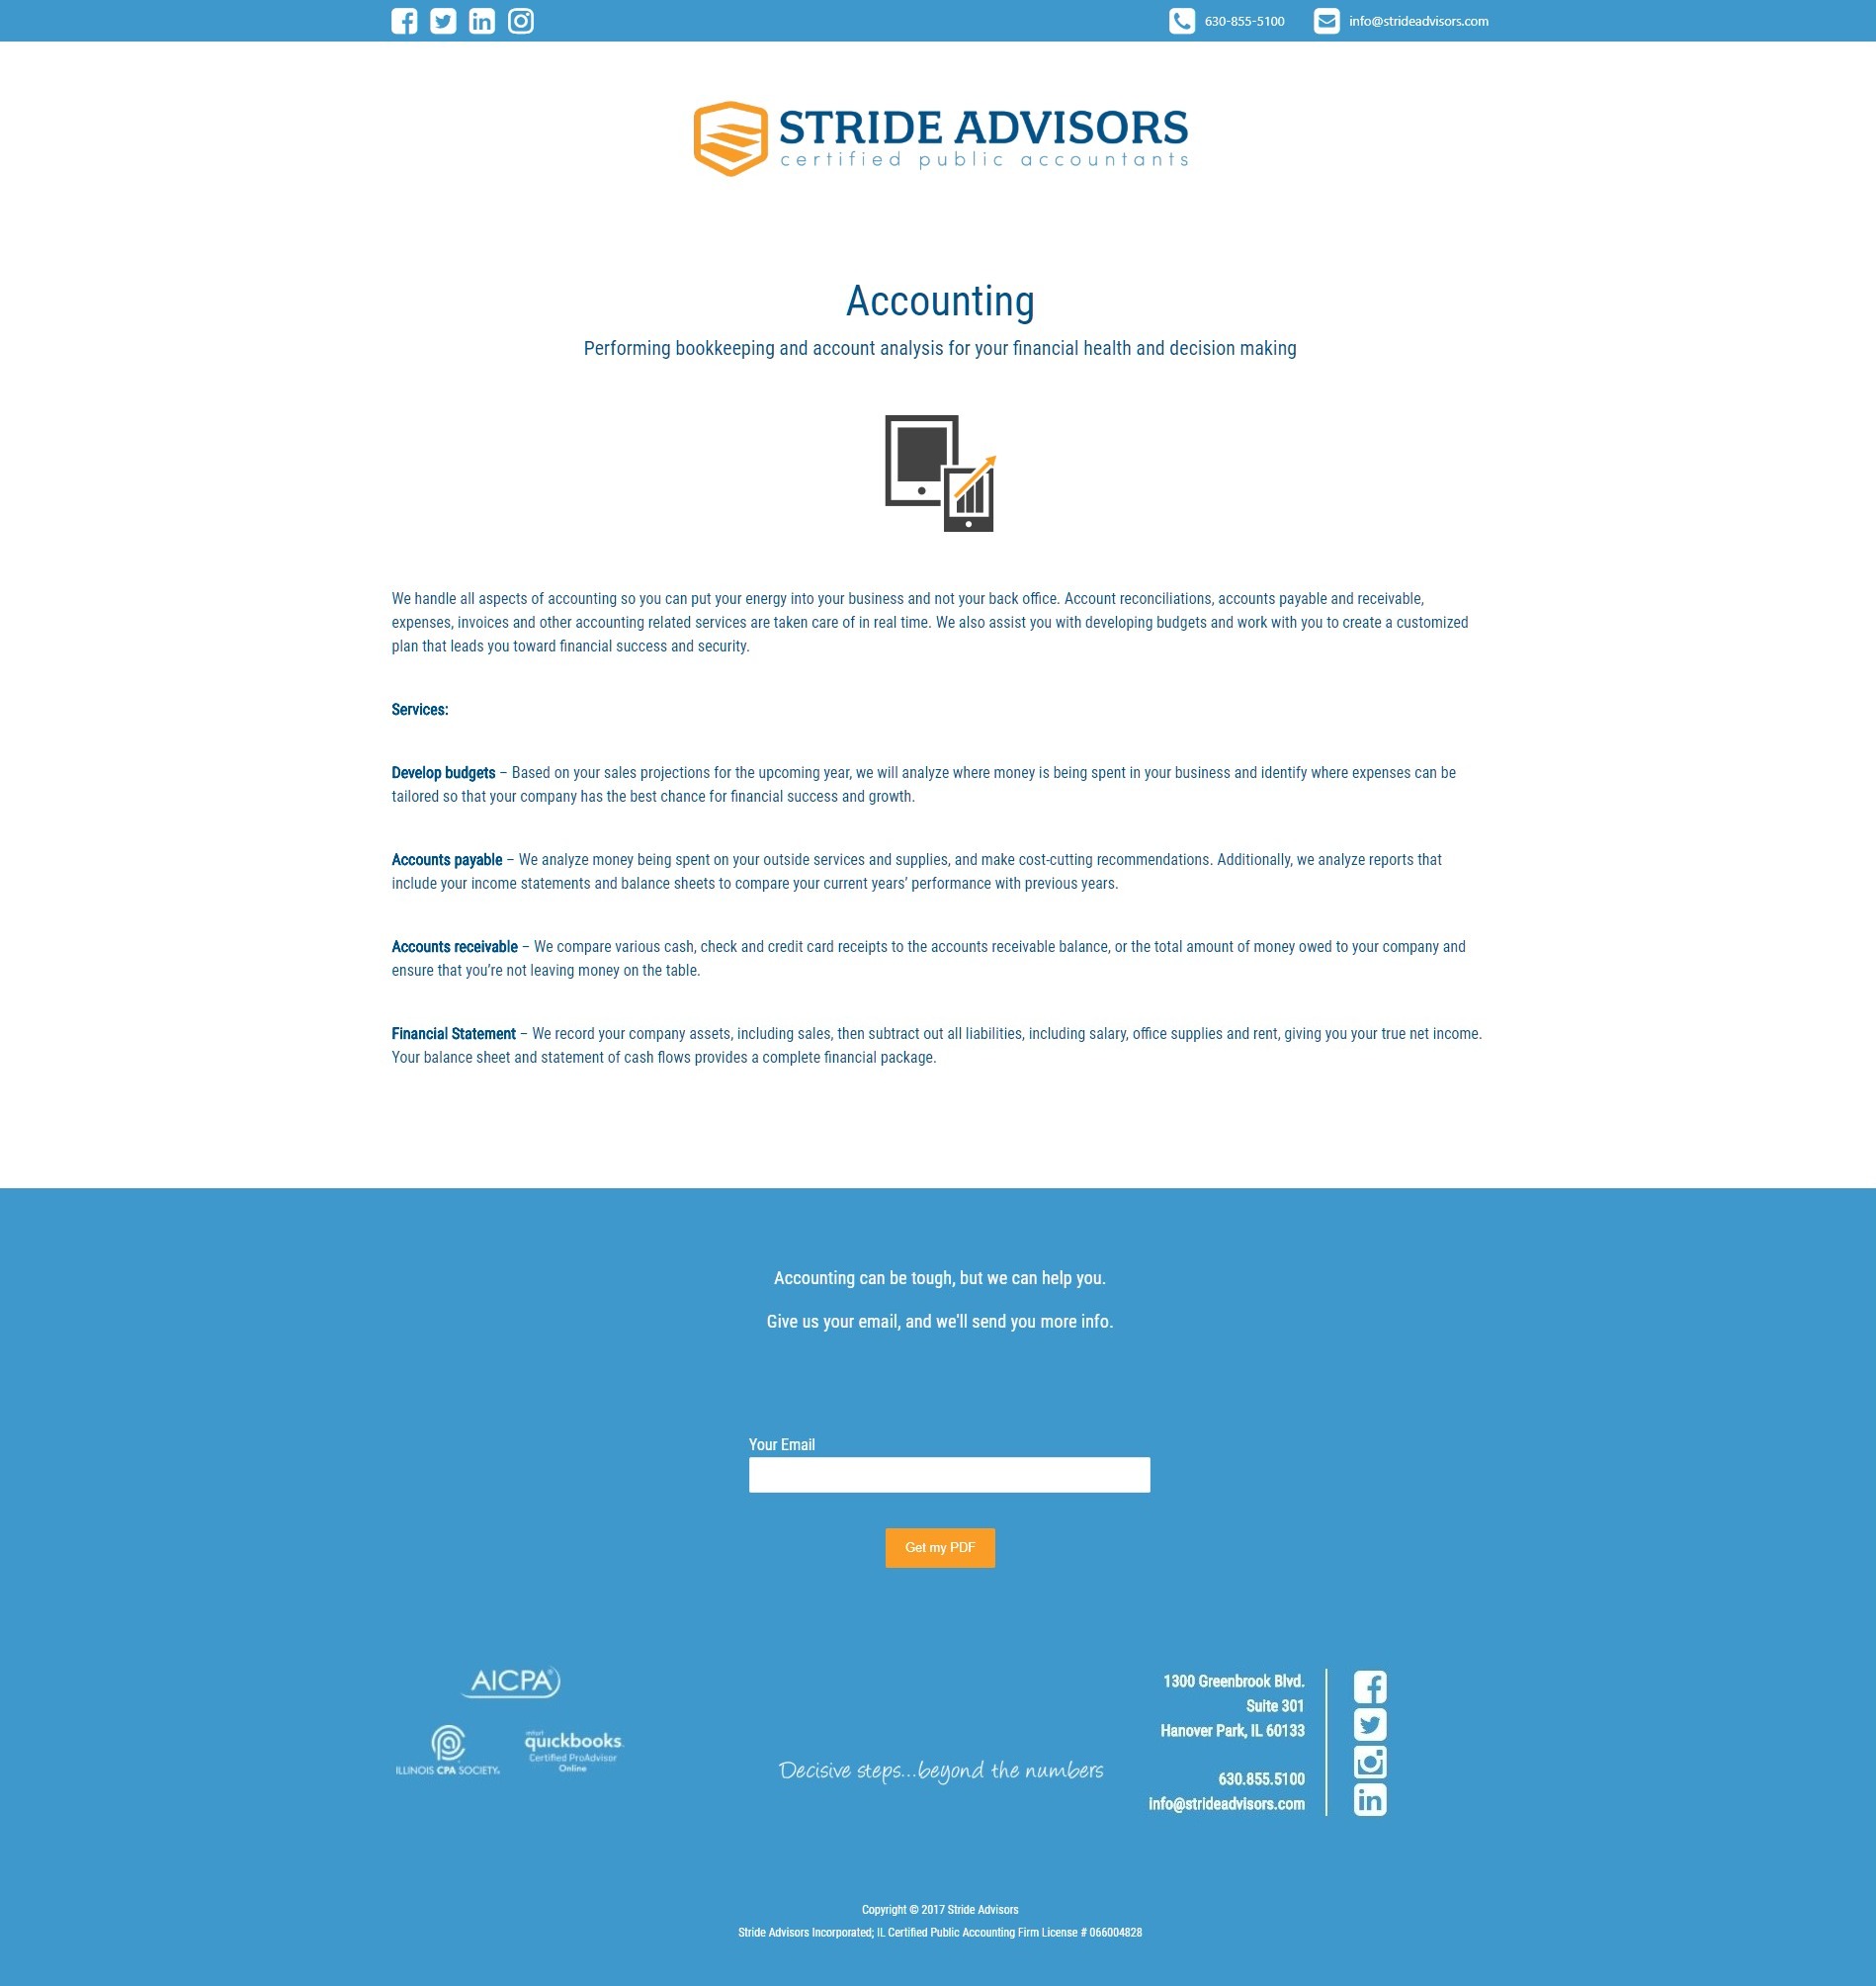 630-855-5100 info@strideadvisors.com
STRIDE ADVISORS
certified public accountants
Accounting
Performing bookkeeping and account analysis for your financial health and decision making
We handle all aspects of accounting so you can put your energy into your business and not your back office. Account reconciliations, accounts payable and receivable,
expenses, invoices and other accounting related services are taken care of in real time. We also assist you with developing budgets and work with you to create a customized
plan that leads you toward financial success and security.
Services:
Develop budgets – Based on your sales projections for the upcoming year, we will analyze where money is being spent in your business and identify where expenses can be
tailored so that your company has the best chance for financial success and growth.
Accounts payable – We analyze money being spent on your outside services and supplies, and make cost-cutting recommendations. Additionally, we analyze reports that
include your income statements and balance sheets to compare your current years’ performance with previous years.
Accounts receivable – We compare various cash, check and credit card receipts to the accounts receivable balance, or the total amount of money owed to your company and
ensure that you’re not leaving money on the table.
Financial Statement – We record your company assets, including sales, then subtract out all liabilities, including salary, office supplies and rent, giving you your true net income.
Your balance sheet and statement of cash flows provides a complete financial package.
Accounting can be tough, but we can help you.
Give us your email, and we'll send you more info.
Your Email
Get my PDF
AICPA
ILLINOIS CPA SOCIETY
intuit
quickbooks
Certified ProAdvisor
Online
Decisive steps...beyond the numbers
1300 Greenbrook Blvd.
Suite 301
Hanover Park, IL 60133
630.855.5100
info@strideadvisors.com
Copyright © 2017 Stride Advisors
Stride Advisors Incorporated; IL Certified Public Accounting Firm License # 066004828